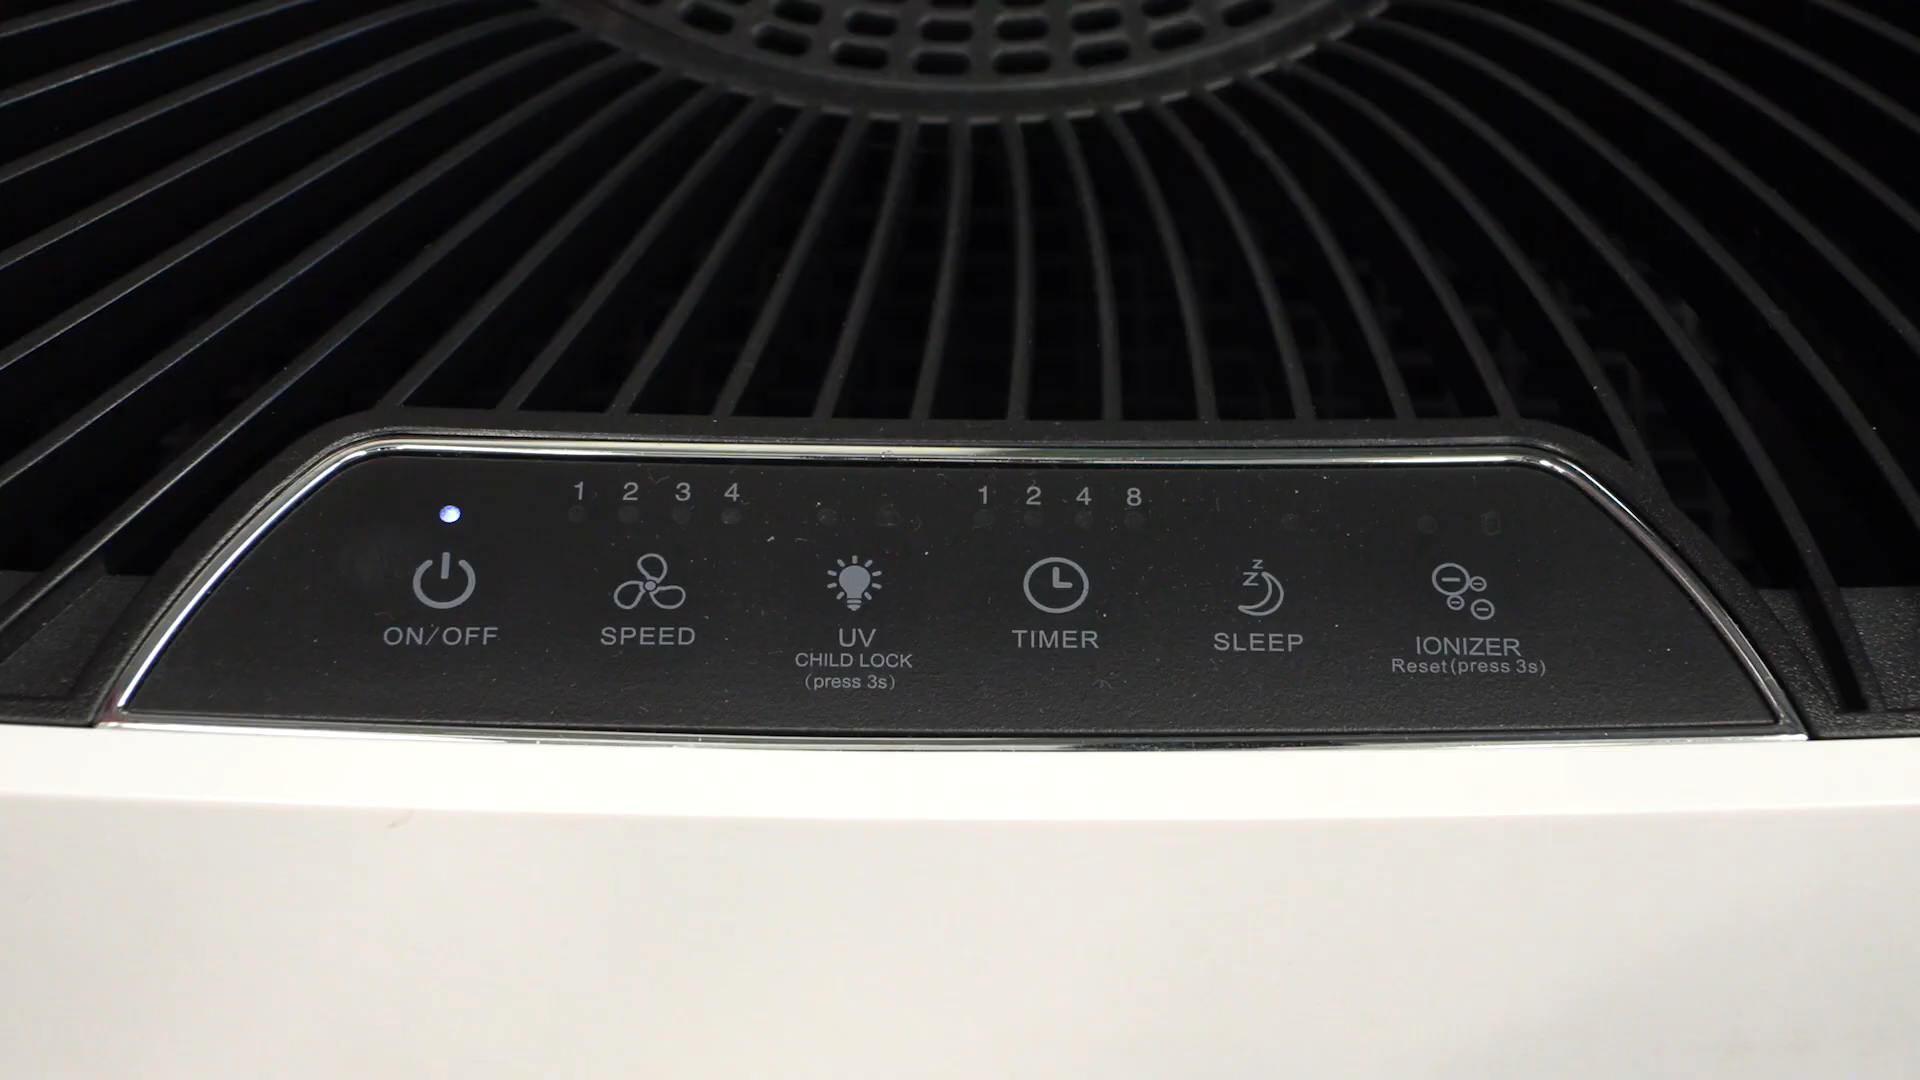 1 2 3 4
1 2 4 8
ON/OFF
SPEED
UV
CHILD LOCK
(press 3s)
TIMER
SLEEP
IONIZER
Reset(press 3s)